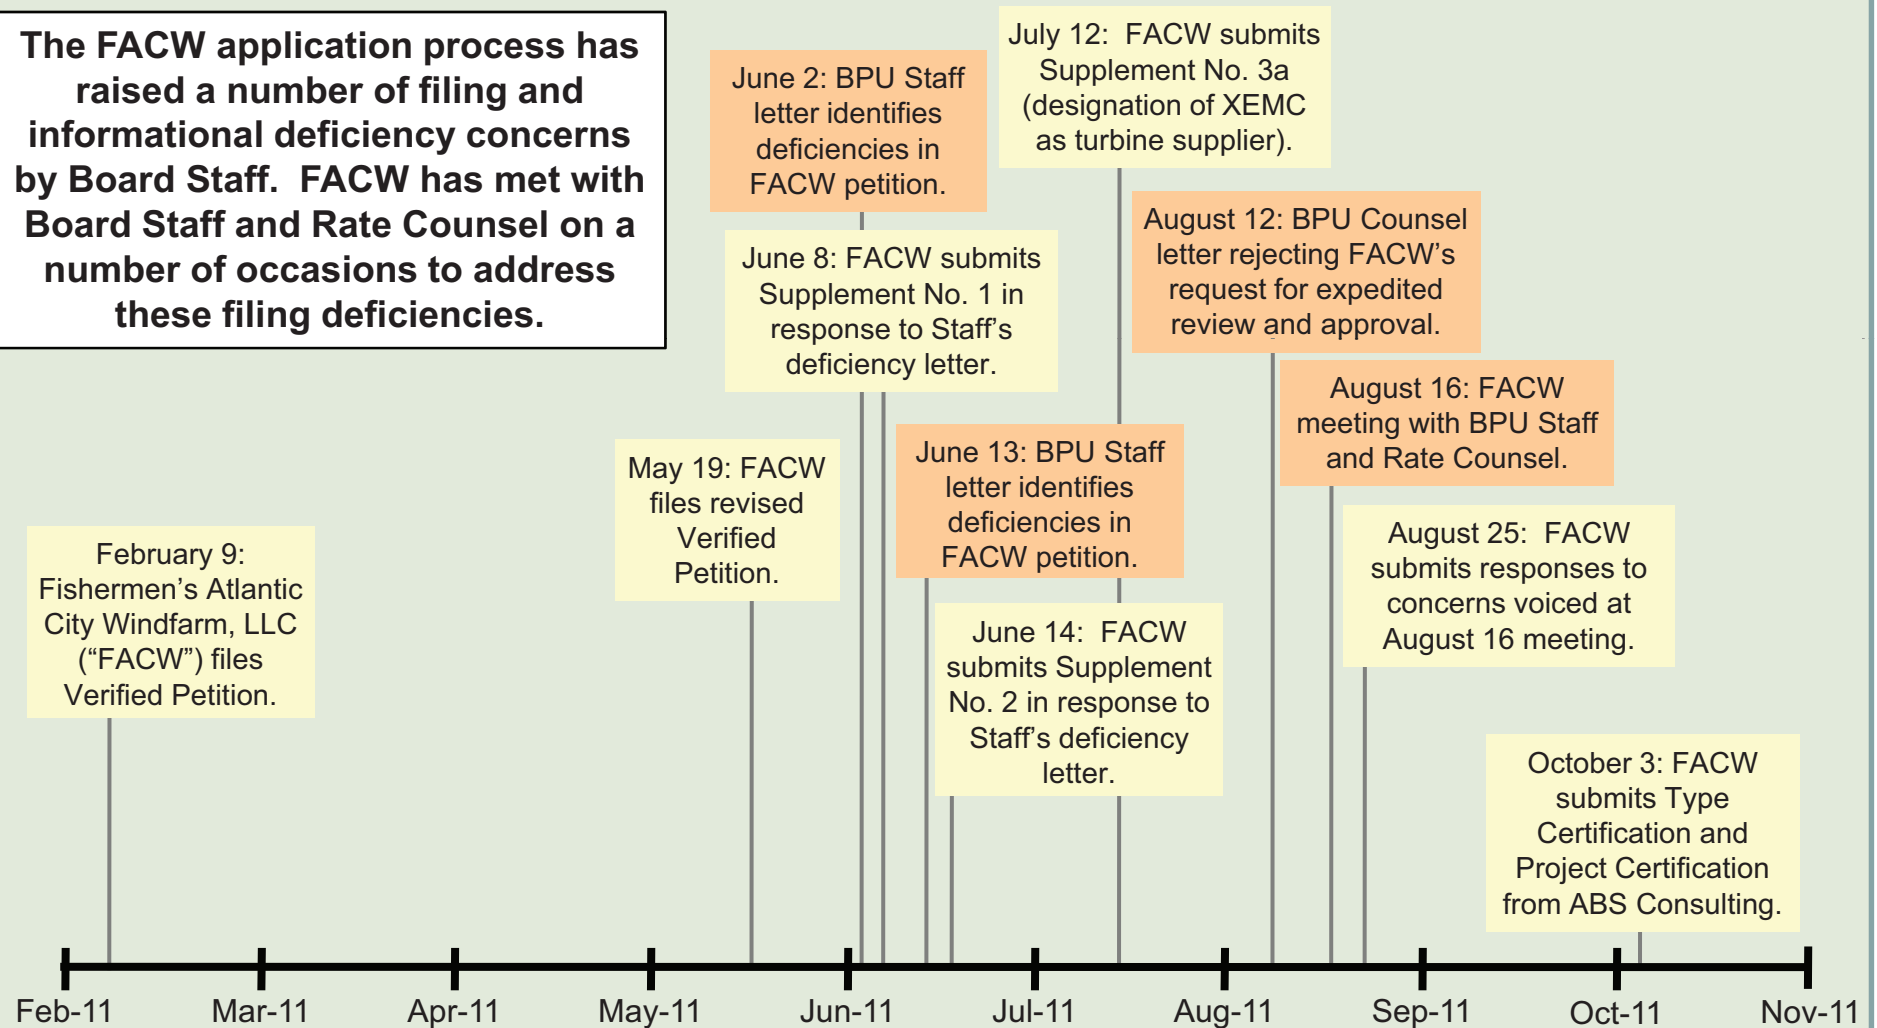 The FACW application process has
raised a number of filing and
informational deficiency concerns
by Board Staff.  FACW has met with
Board Staff and Rate Counsel on a
number of occasions to address
these filing deficiencies.
February 9:
Fishermen’s Atlantic
City Windfarm, LLC
(“FACW”) files
Verified Petition.
May 19: FACW
files revised
Verified
Petition.
June 2: BPU Staff
letter identifies
deficiencies in
FACW petition.
June 8: FACW submits
Supplement No. 1 in
response to Staff’s
deficiency letter.
June 13: BPU Staff
letter identifies
deficiencies in
FACW petition.
June 14:  FACW
submits Supplement
No. 2 in response to
Staff’s deficiency
letter.
July 12:  FACW submits
Supplement No. 3a
(designation of XEMC
as turbine supplier).
August 12: BPU Counsel
letter rejecting FACW’s
request for expedited
review and approval.
August 16: FACW
meeting with BPU Staff
and Rate Counsel.
August 25:  FACW
submits responses to
concerns voiced at
August 16 meeting.
October 3: FACW
submits Type
Certification and
Project Certification
from ABS Consulting.
Feb-11
Mar-11
Apr-11
May-11
Jun-11
Jul-11
Aug-11
Sep-11
Oct-11
Nov-11